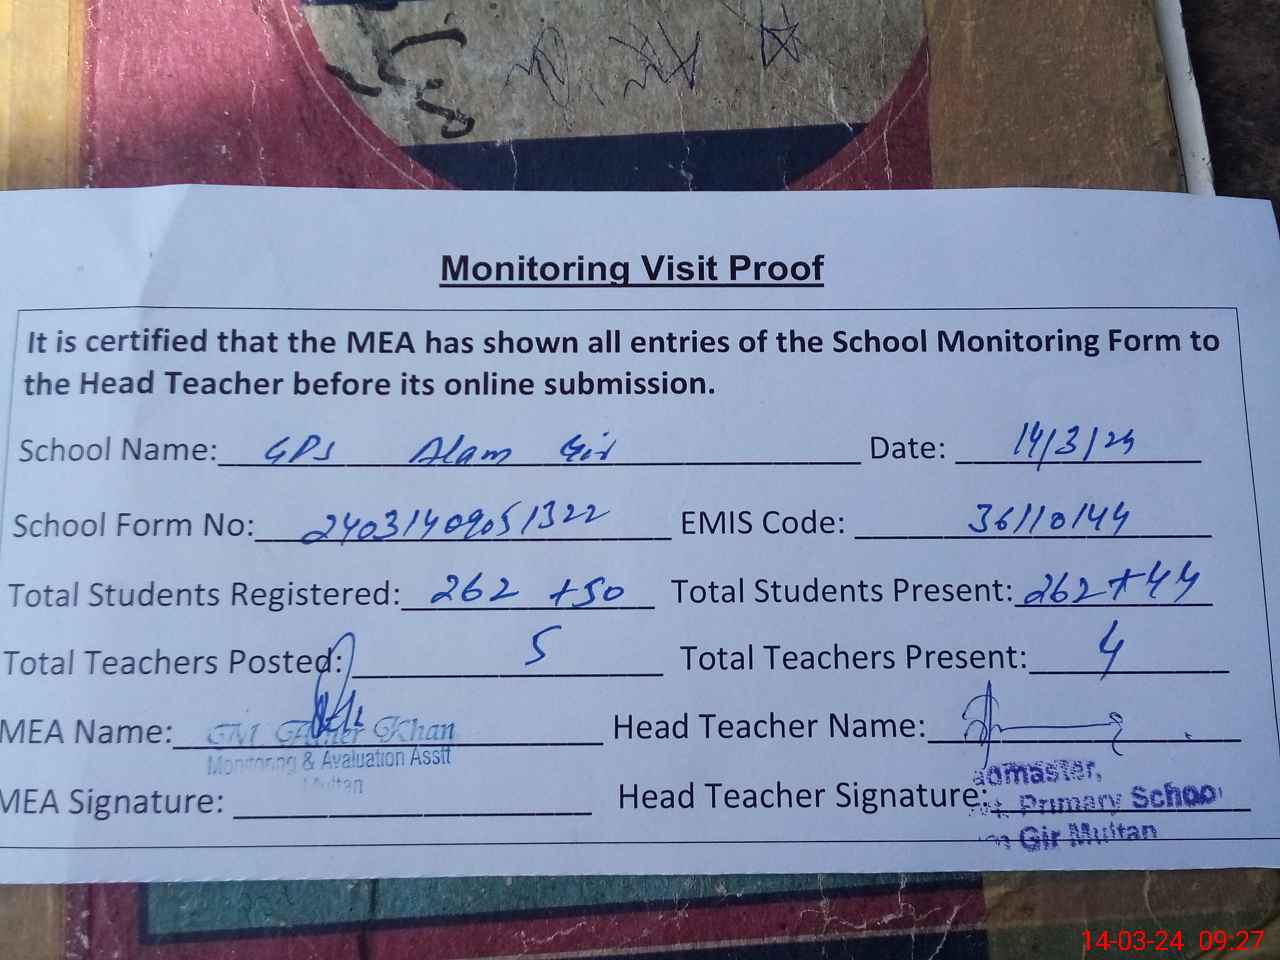 Monitoring Visit Proof
It is certified that the MEA has shown all entries of the School Monitoring Form to
the Head Teacher before its online submission.
School Name: GPS Alam Gir Date: 14/3/24
School Form No: 24031409051322 EMIS Code: 36110144
Total Students Registered: 262 +50 Total Students Present: 262+44
Total Teachers Posted: 5 Total Teachers Present: 4
MEA Name: Khan Head Teacher Name:
Monitoring & Avaluation Asstt
Multan
MEA Signature: Head Teacher Signature:
admaster,
Primary School
Gir Multan
14-03-24 09:27